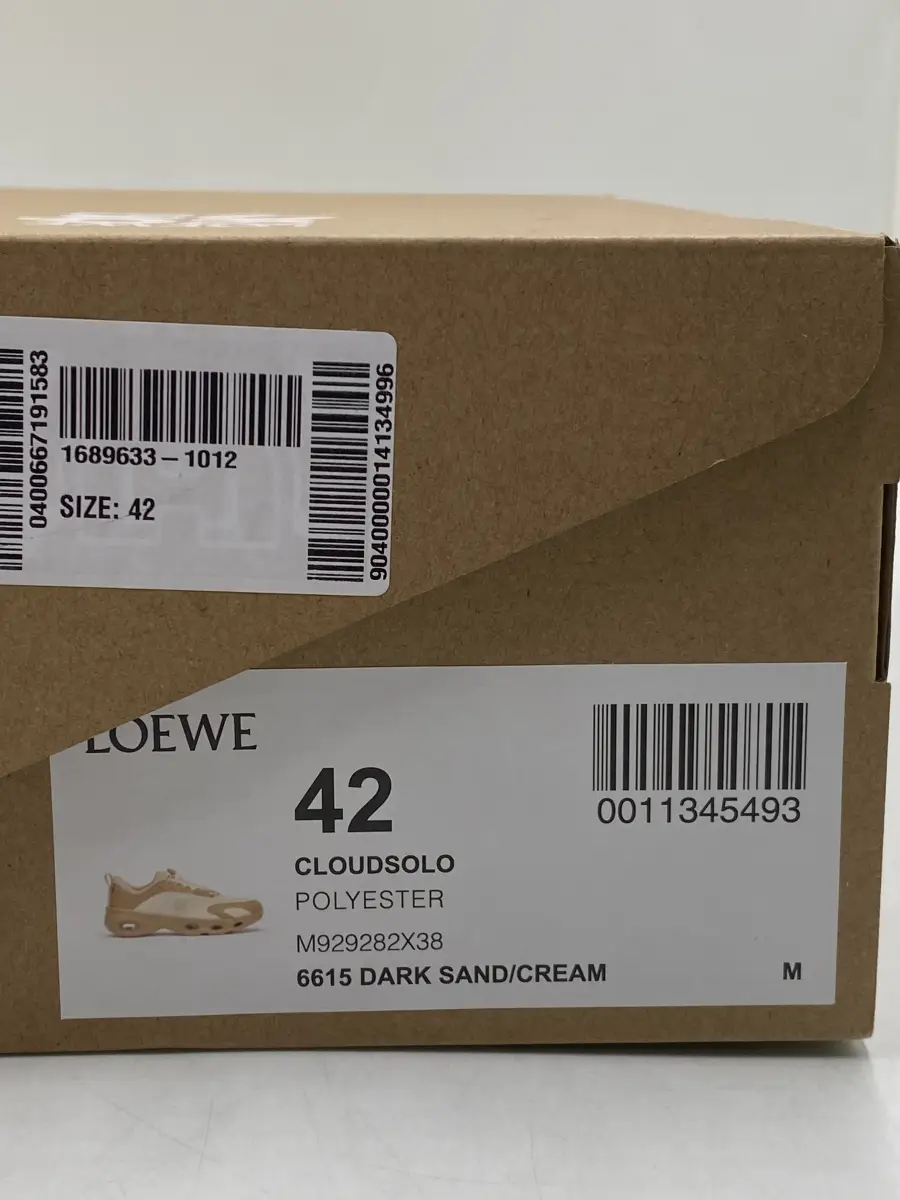 0400667191583
1689633-1012
SIZE: 42
9040000014134996
LOEWE
42
CLOUDSOLO
POLYESTER
M929282X38
6615 DARK SAND/CREAM
0011345493
M